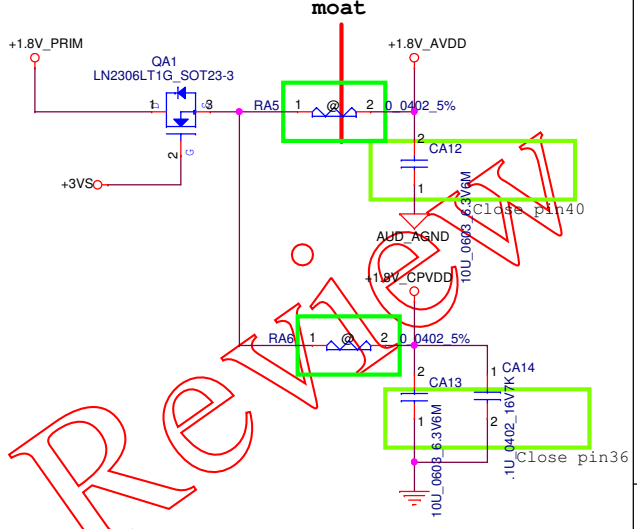 moat
+1.8V_PRIM
+1.8V_AVDD
QA1
LN2306LT1G_SOT23-3
1
D
S
3
RA5
1
@
2
0_0402_5%
2
G
+3VS
2
CA12
1
10U_0603_6.3V6M
Close pin40
AUD_AGND
+1.8V_CPVDD
RA6
1
@
2
0_0402_5%
2
CA13
1
10U_0603_6.3V6M
1
CA14
2
.1U_0402_16V7K
Close pin36
Review